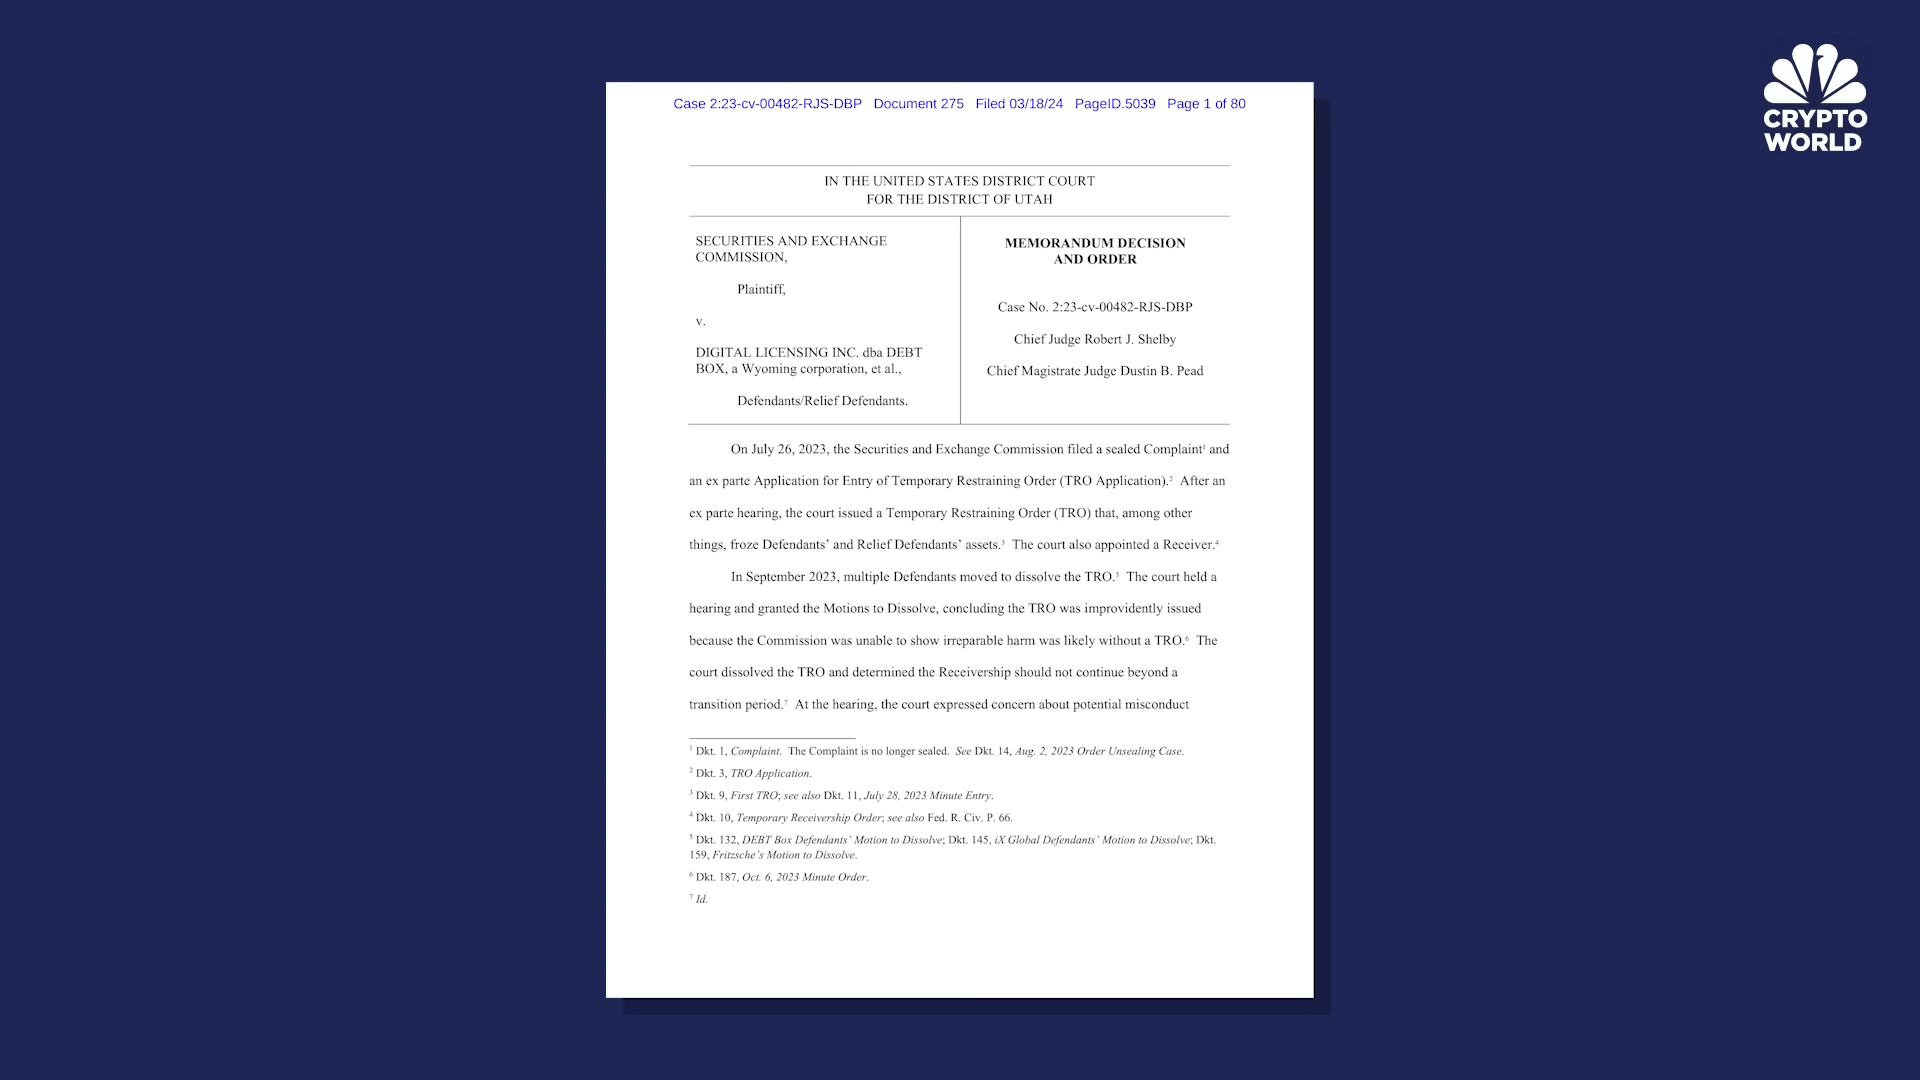 Case 2:23-cv-00482-RJS-DBP Document 275 Filed 03/18/24 PageID.5039 Page 1 of 80
CRYPTO
WORLD
IN THE UNITED STATES DISTRICT COURT
FOR THE DISTRICT OF UTAH
SECURITIES AND EXCHANGE
COMMISSION,
Plaintiff,
v.
DIGITAL LICENSING INC. dba DEBT
BOX, a Wyoming corporation, et al.,
Defendants/Relief Defendants.
MEMORANDUM DECISION
AND ORDER
Case No. 2:23-cv-00482-RJS-DBP
Chief Judge Robert J. Shelby
Chief Magistrate Judge Dustin B. Pead
On July 26, 2023, the Securities and Exchange Commission filed a sealed Complaint¹ and
an ex parte Application for Entry of Temporary Restraining Order (TRO Application).² After an
ex parte hearing, the court issued a Temporary Restraining Order (TRO) that, among other
things, froze Defendants’ and Relief Defendants’ assets.³ The court also appointed a Receiver.⁴
In September 2023, multiple Defendants moved to dissolve the TRO.⁵ The court held a
hearing and granted the Motions to Dissolve, concluding the TRO was improvidently issued
because the Commission was unable to show irreparable harm was likely without a TRO.⁶ The
court dissolved the TRO and determined the Receivership should not continue beyond a
transition period.⁷ At the hearing, the court expressed concern about potential misconduct
¹ Dkt. 1, Complaint. The Complaint is no longer sealed. See Dkt. 14, Aug. 2, 2023 Order Unsealing Case.
² Dkt. 3, TRO Application.
³ Dkt. 9, First TRO; see also Dkt. 11, July 28, 2023 Minute Entry.
⁴ Dkt. 10, Temporary Receivership Order; see also Fed. R. Civ. P. 66.
⁵ Dkt. 132, DEBT Box Defendants’ Motion to Dissolve; Dkt. 145, iX Global Defendants’ Motion to Dissolve; Dkt.
159, Fritzsche’s Motion to Dissolve.
⁶ Dkt. 187, Oct. 6, 2023 Minute Order.
⁷ Id.